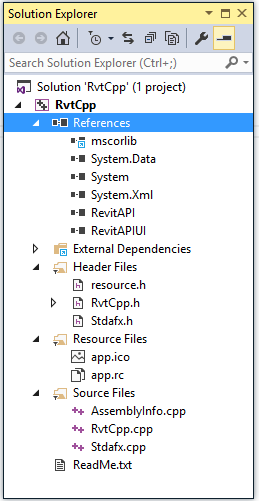 Solution Explorer
Search Solution Explorer (Ctrl+;)
Solution 'RvtCpp' (1 project)
RvtCpp
References
mscorlib
System.Data
System
System.Xml
RevitAPI
RevitAPIUI
External Dependencies
Header Files
resource.h
RvtCpp.h
Stdafx.h
Resource Files
app.ico
app.rc
Source Files
AssemblyInfo.cpp
RvtCpp.cpp
Stdafx.cpp
ReadMe.txt